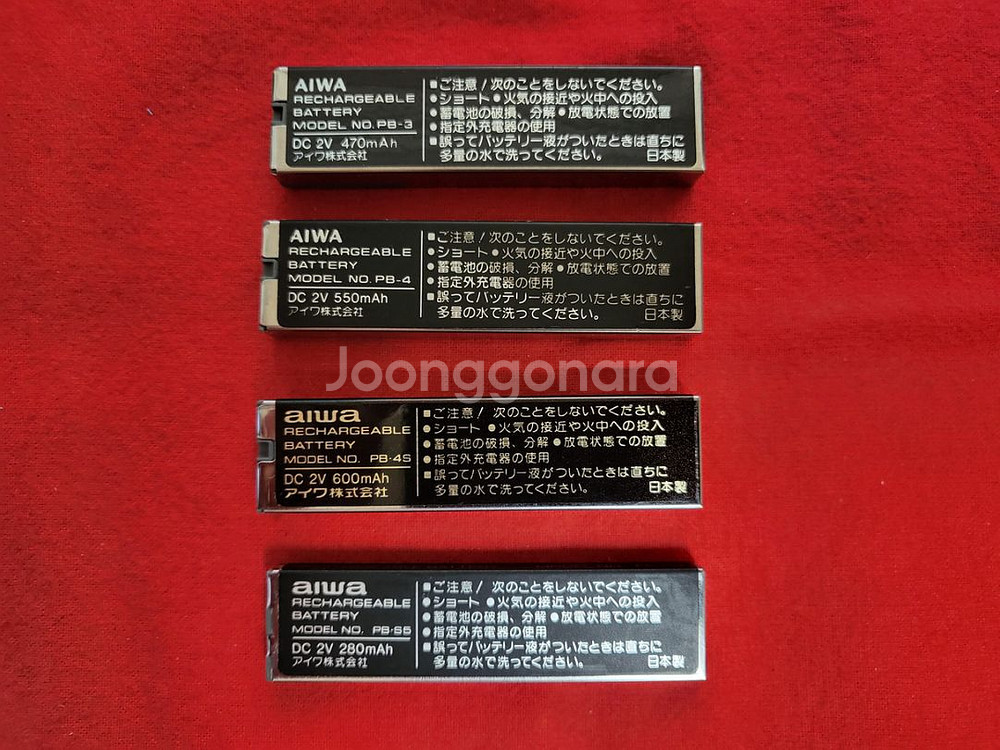 AIWA
RECHARGEABLE
BATTERY
MODEL NO. PB-3
DC 2V 470mAh
アイワ株式会社
■ご注意!次のことをしないでください。
●ショート ●火気の接近や火中への投入
●蓄電池の破損、分解 ●放電状態での放置
●指定外充電器の使用
■誤ってバッテリー液がついたときは直ちに
多量の水で洗ってください。 日本製
AIWA
RECHARGEABLE
BATTERY
MODEL NO. PB-4
DC 2V 550mAh
アイワ株式会社
■ご注意!次のことをしないでください。
●ショート ●火気の接近や火中への投入
●蓄電池の破損、分解 ●放電状態での放置
●指定外充電器の使用
■誤ってバッテリー液がついたときは直ちに
多量の水で洗ってください。 日本製
Joonggonara
aiwa
RECHARGEABLE
BATTERY
MODEL NO. PB-4S
DC 2V 600mAh
アイワ株式会社
■ご注意!次のことをしないでください。
●ショート ●火気の接近や火中への投入
●蓄電池の破損、分解 ●放電状態での放置
●指定外充電器の使用
■誤ってバッテリー液がついたときは直ちに
多量の水で洗ってください。 日本製
aiwa
RECHARGEABLE
BATTERY
MODEL NO. PB-S5
DC 2V 280mAh
アイワ株式会社
■ご注意! 次のことをしないでください。
●ショート ●火気の接近や火中への投入
●蓄電池の破損、分解 ●放電状態での放置
●指定外充電器の使用
■誤ってバッテリー液がついたときは直ちに
多量の水で洗ってください。 日本製